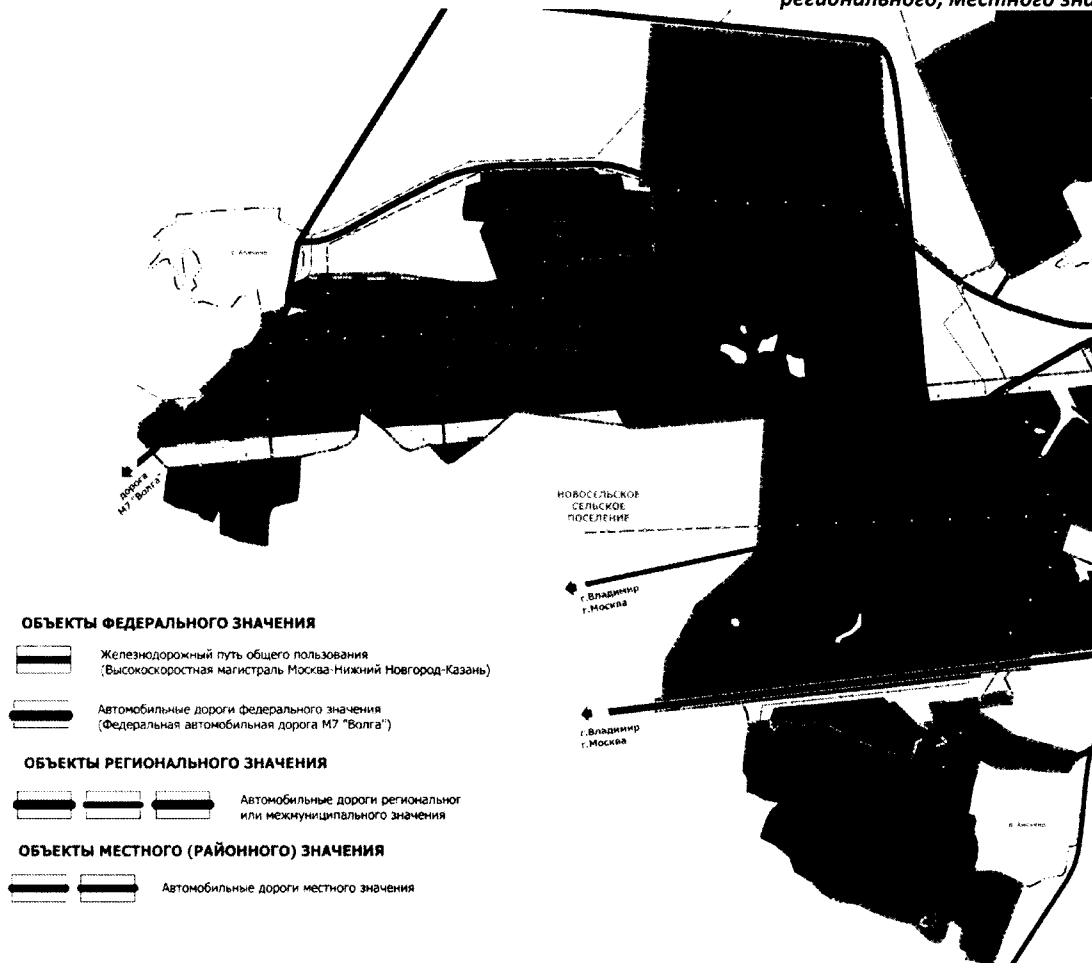 регионального, местного
с. Алачино
дорога
М7 "Волга"
НОВОСЕЛЬСКОЕ
СЕЛЬСКОЕ
ПОСЕЛЕНИЕ
г.Владимир
г.Москва
г.Владимир
г.Москва
ОБЪЕКТЫ ФЕДЕРАЛЬНОГО ЗНАЧЕНИЯ
Железнодорожный путь общего пользования
(Высокоскоростная магистраль Москва-Нижний Новгород-Казань)
Автомобильные дороги федерального значения
(Федеральная автомобильная дорога М7 "Волга")
ОБЪЕКТЫ РЕГИОНАЛЬНОГО ЗНАЧЕНИЯ
Автомобильные дороги региональног
или межмуниципального значения
ОБЪЕКТЫ МЕСТНОГО (РАЙОННОГО) ЗНАЧЕНИЯ
Автомобильные дороги местного значения